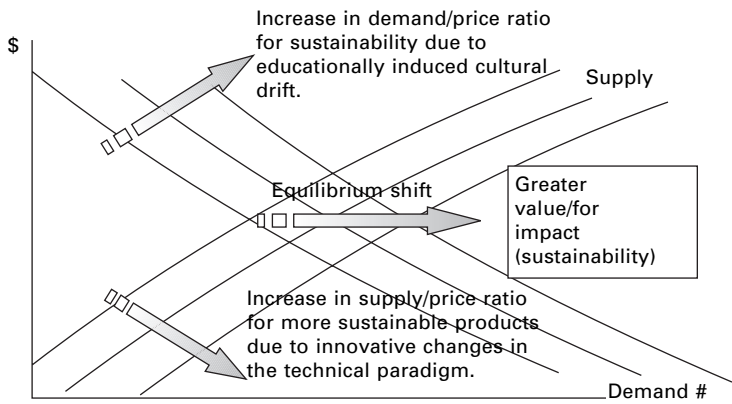 Increase in demand/price ratio
for sustainability due to
educationally induced cultural
drift.
$
Supply
Equilibrium shift
Greater
value/for
impact
(sustainability)
Increase in supply/price ratio
for more sustainable products
due to innovative changes in
the technical paradigm.
Demand #